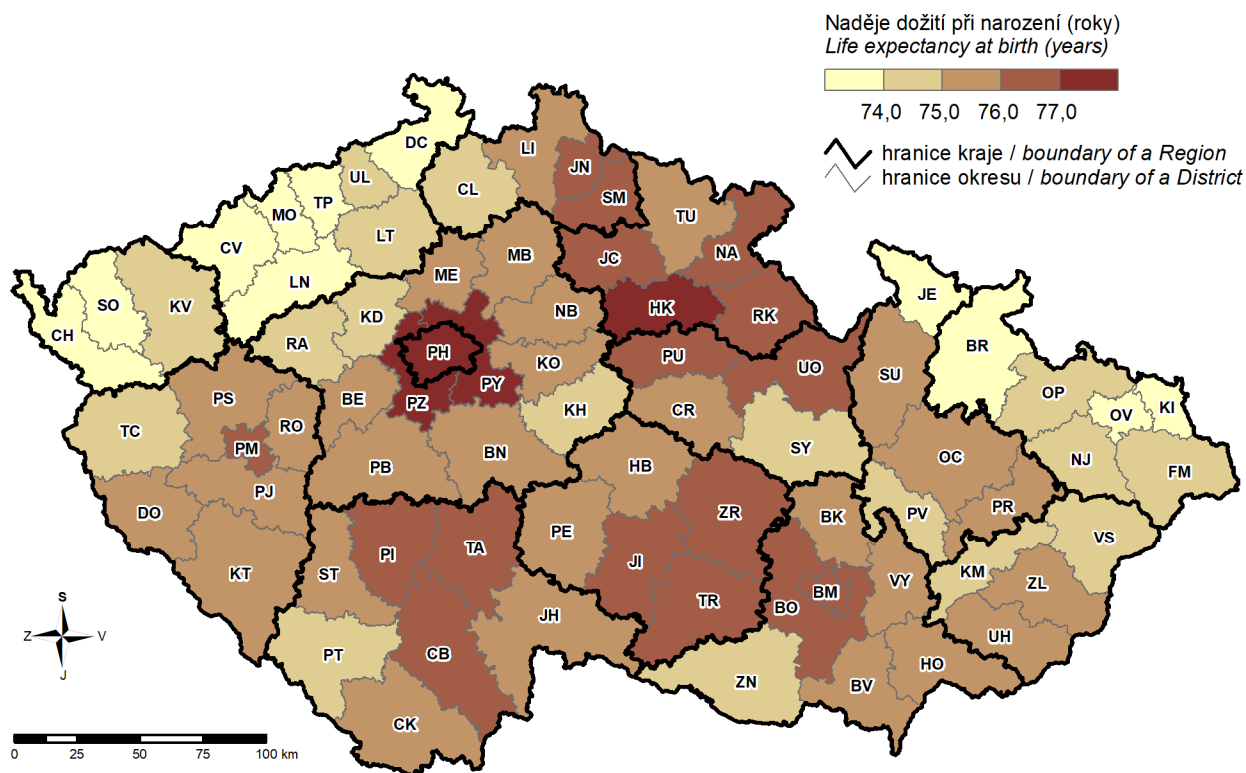 Naděje dožití při narození (roky)
Life expectancy at birth (years)
74,0 75,0 76,0 77,0
hranice kraje / boundary of a Region
hranice okresu / boundary of a District
DC
LI
JN
UL
CL
SM
TP
MO
TU
LT
CV
NA
MB
JC
ME
LN
JE
SO
KV
HK
NB
KD
RK
CH
RA
BR
PH
PU
KO
UO
SU
PY
OP
PS
BE
PZ
CR
KH
OV
KI
RO
TC
PM
SY
BN
OC
NJ
FM
HB
PB
PJ
PR
DO
ZR
PV
BK
PE
VS
PI
TA
JI
KT
ST
KM
VY
ZL
BM
TR
BO
JH
UH
CB
PT
HO
ZN
BV
CK
S
Z V
J
0 25 50 75 100 km